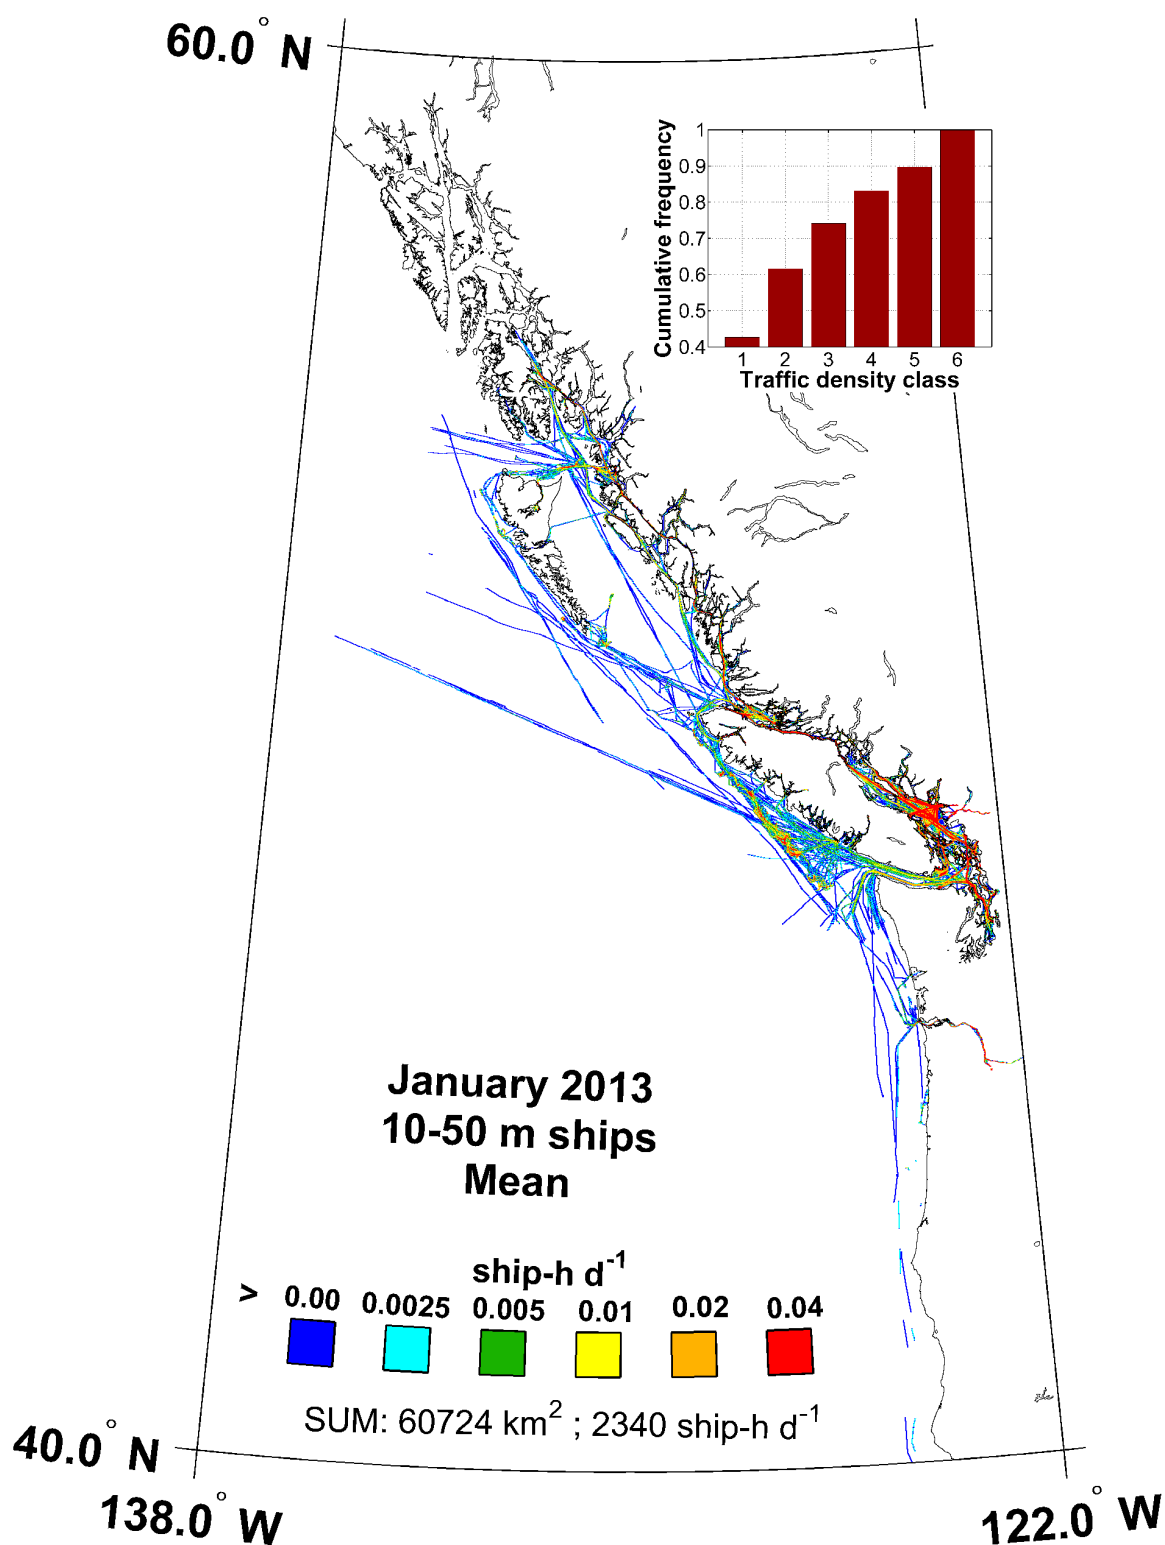 60.0° N
Cumulative frequency
1
0.9
0.8
0.7
0.6
0.5
0.4
1 2 3 4 5 6
Traffic density class
January 2013
10-50 m ships
Mean
ship-h d⁻¹
> 0.00 0.0025 0.005 0.01 0.02 0.04
SUM: 60724 km² ; 2340 ship-h d⁻¹
40.0° N
138.0° W
122.0° W